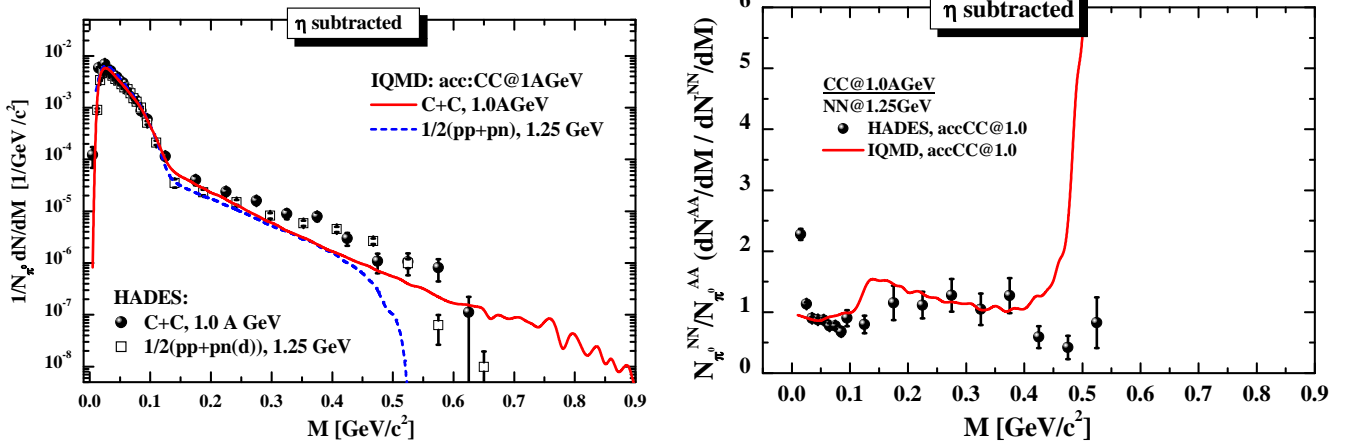 η subtracted
IQMD: acc:CC@1AGeV
C+C, 1.0AGeV
1/2(pp+pn), 1.25 GeV
HADES:
C+C, 1.0 A GeV
1/2(pp+pn(d)), 1.25 GeV
1/N_π⁰ dN/dM [1/GeV/c²]
10⁻²
10⁻³
10⁻⁴
10⁻⁵
10⁻⁶
10⁻⁷
10⁻⁸
0.0 0.1 0.2 0.3 0.4 0.5 0.6 0.7 0.8 0.9
M [GeV/c²]
η subtracted
CC@1.0AGeV
NN@1.25GeV
HADES, accCC@1.0
IQMD, accCC@1.0
N_π⁰^NN/N_π⁰^AA (dN^AA/dM / dN^NN/dM)
6
5
4
3
2
1
0
0.0 0.1 0.2 0.3 0.4 0.5 0.6 0.7 0.8 0.9
M [GeV/c²]